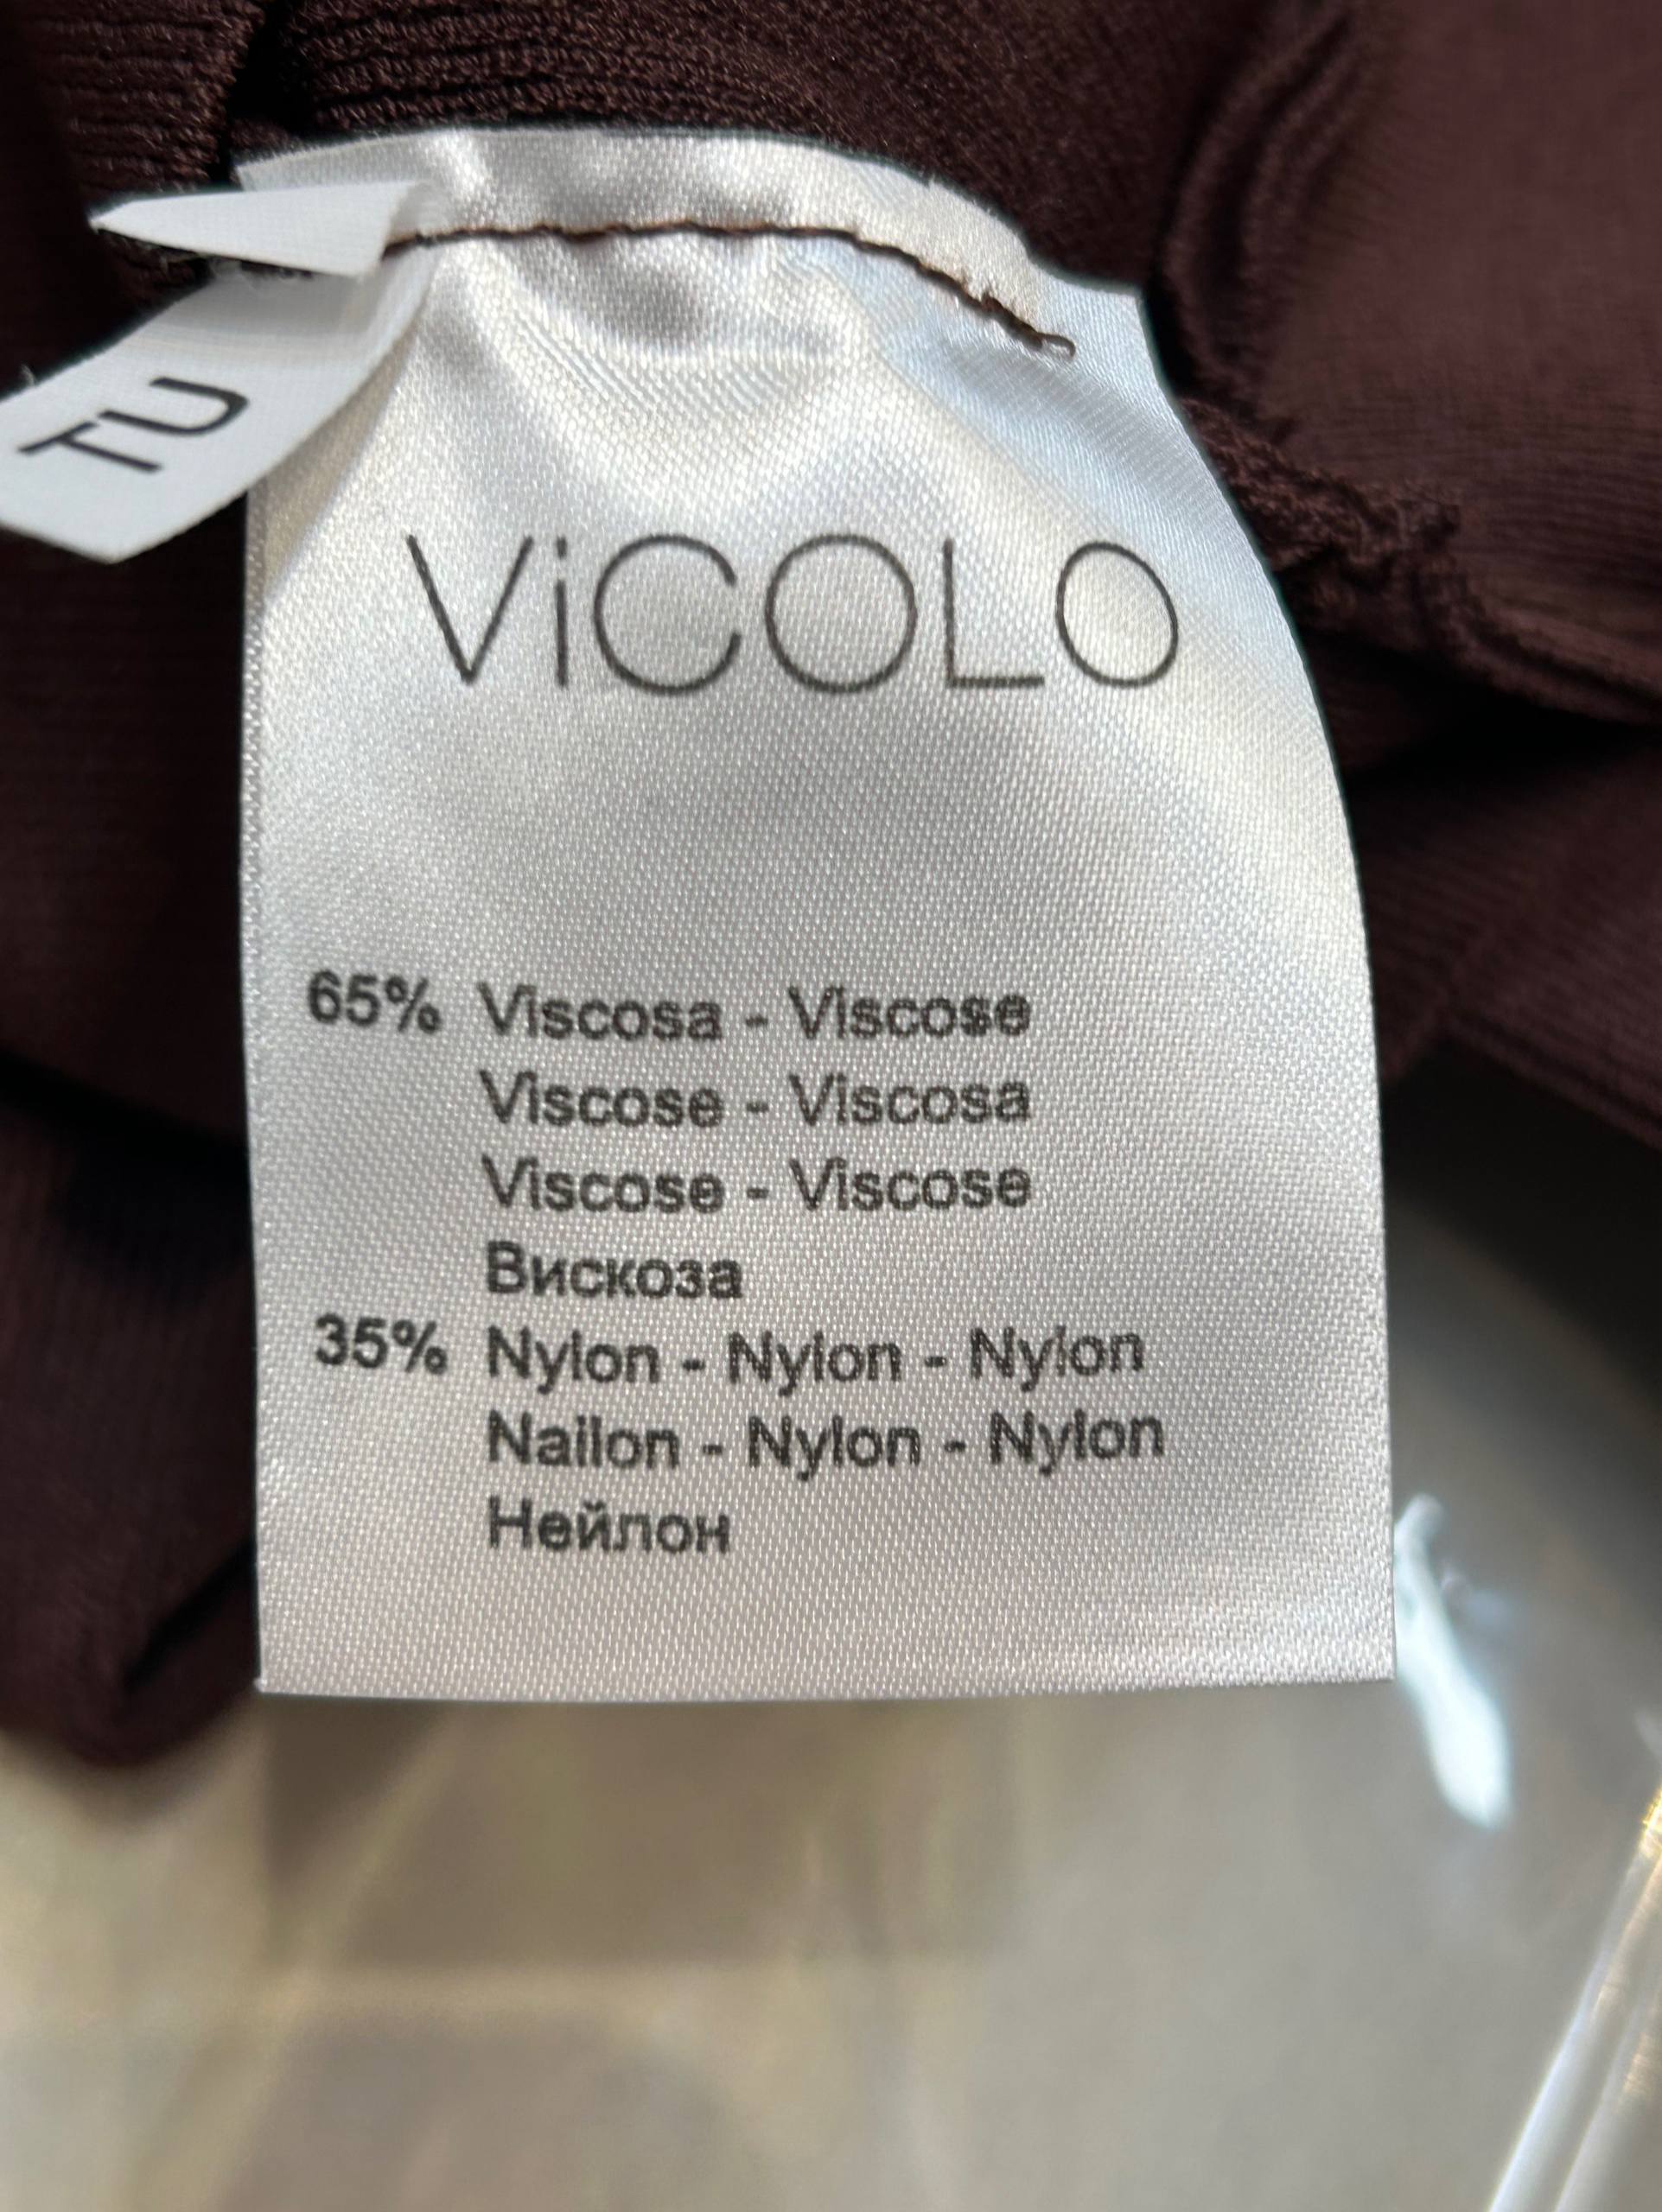 TU
ViCOLO
65% Viscosa - Viscose
Viscose - Viscosa
Viscose - Viscose
Вискоза
35% Nylon - Nylon - Nylon
Nailon - Nylon - Nylon
Нейлон